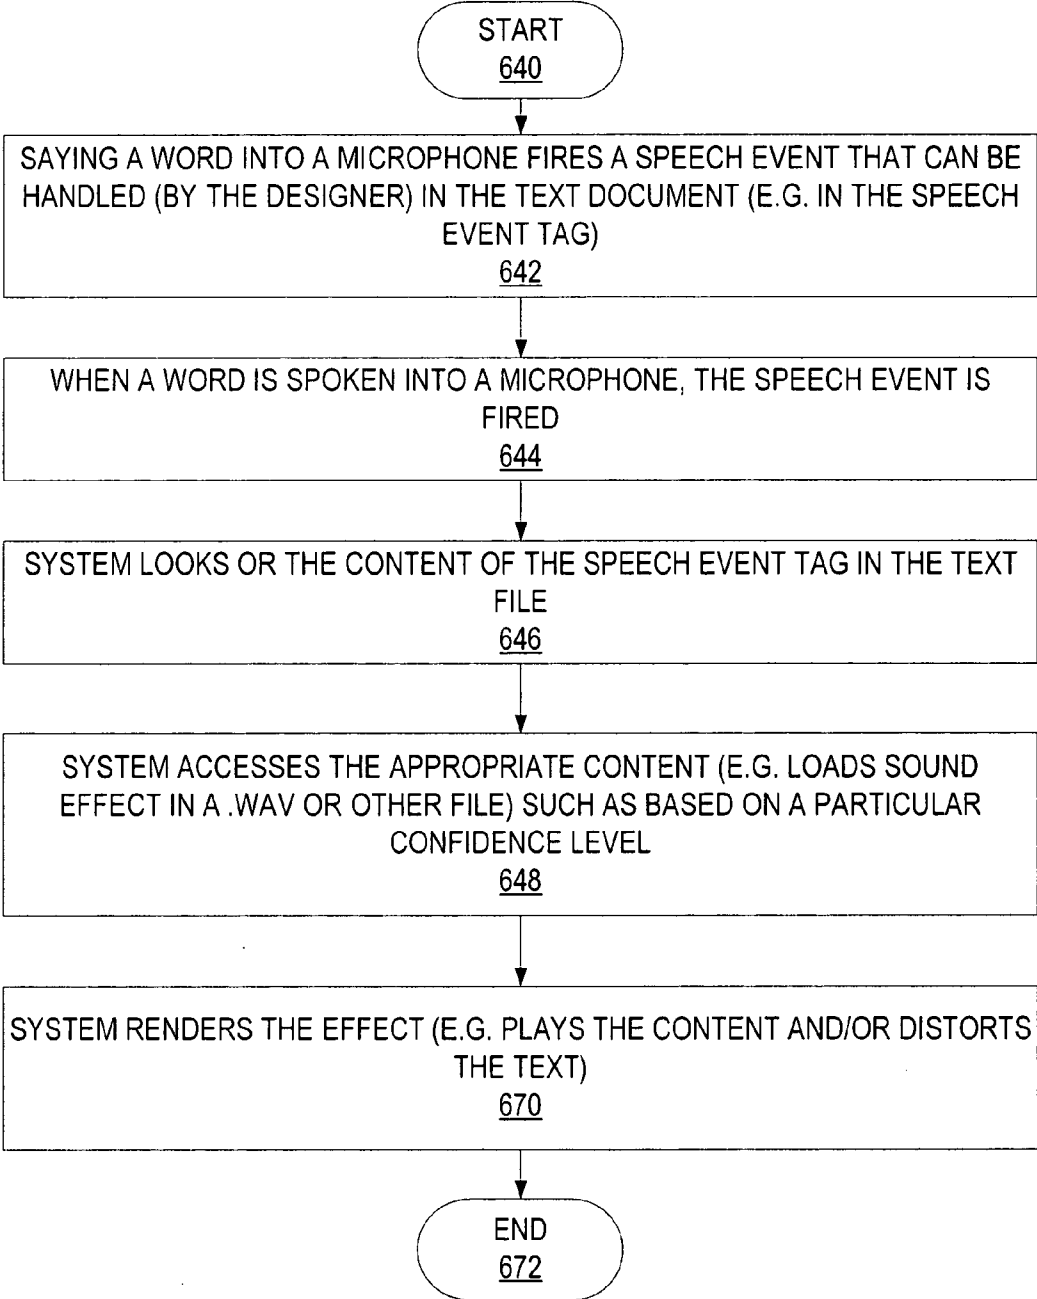 START
640
SAYING A WORD INTO A MICROPHONE FIRES A SPEECH EVENT THAT CAN BE
HANDLED (BY THE DESIGNER) IN THE TEXT DOCUMENT (E.G. IN THE SPEECH
EVENT TAG)
642
WHEN A WORD IS SPOKEN INTO A MICROPHONE, THE SPEECH EVENT IS
FIRED
644
SYSTEM LOOKS OR THE CONTENT OF THE SPEECH EVENT TAG IN THE TEXT
FILE
646
SYSTEM ACCESSES THE APPROPRIATE CONTENT (E.G. LOADS SOUND
EFFECT IN A .WAV OR OTHER FILE) SUCH AS BASED ON A PARTICULAR
CONFIDENCE LEVEL
648
SYSTEM RENDERS THE EFFECT (E.G. PLAYS THE CONTENT AND/OR DISTORTS
THE TEXT)
670
END
672